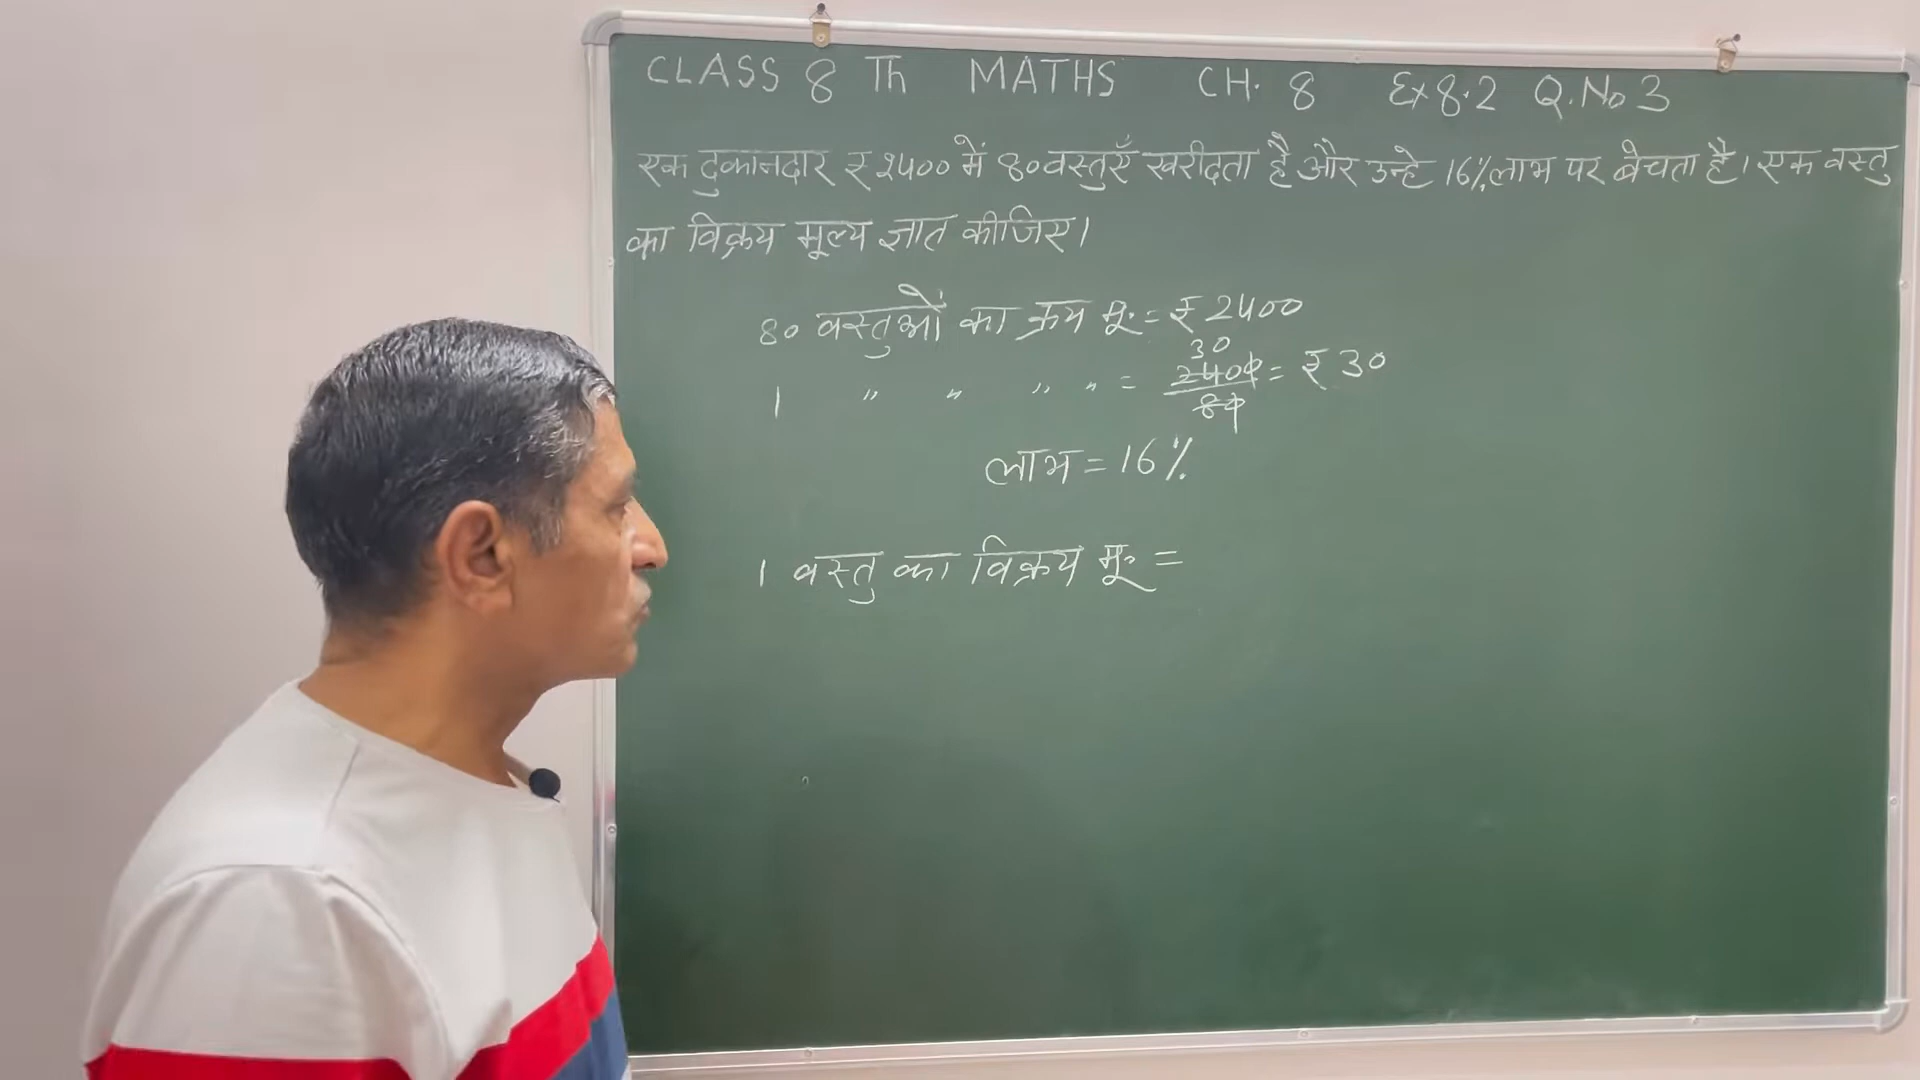 CLASS 8 Th MATHS CH. 8 Ex 8.2 Q.No 3
एक दुकानदार ₹ 2400 में 80 वस्तुएँ खरीदता है और उन्हे 16% लाभ पर बेचता है। एक वस्तु
का विक्रय मूल्य ज्ञात कीजिए।
80 वस्तुओं का क्रय मू॰ = ₹ 2400
30
1 " " " " = 2400/80 = ₹ 30
लाभ = 16%
1 वस्तु का विक्रय मू॰ =